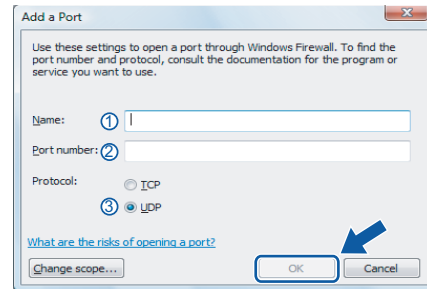 Add a Port
Use these settings to open a port through Windows Firewall. To find the
port number and protocol, consult the documentation for the program or
service you want to use.
Name: ①
Port number: ②
Protocol: TCP
③ UDP
What are the risks of opening a port?
Change scope... OK Cancel